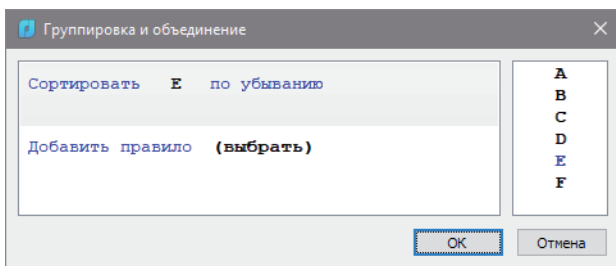 Группировка и объединение
Сортировать E по убыванию
Добавить правило (выбрать)
A
B
C
D
E
F
OK Отмена